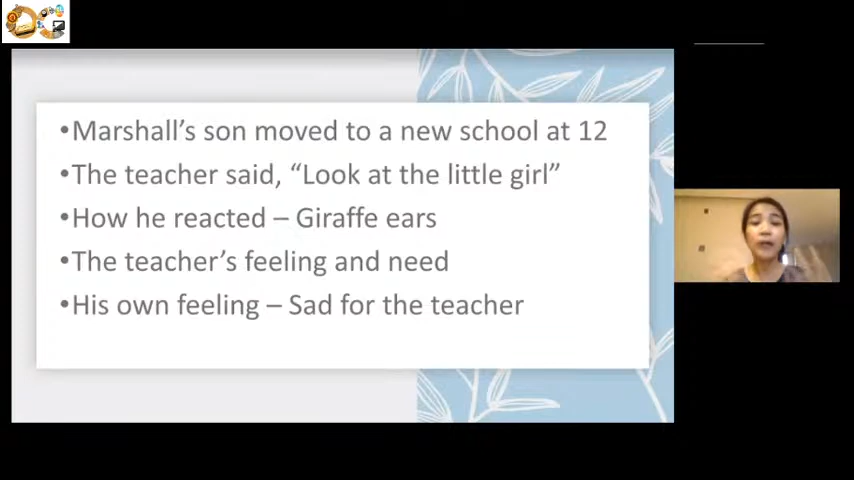 •Marshall’s son moved to a new school at 12
•The teacher said, “Look at the little girl”
•How he reacted – Giraffe ears
•The teacher’s feeling and need
•His own feeling – Sad for the teacher